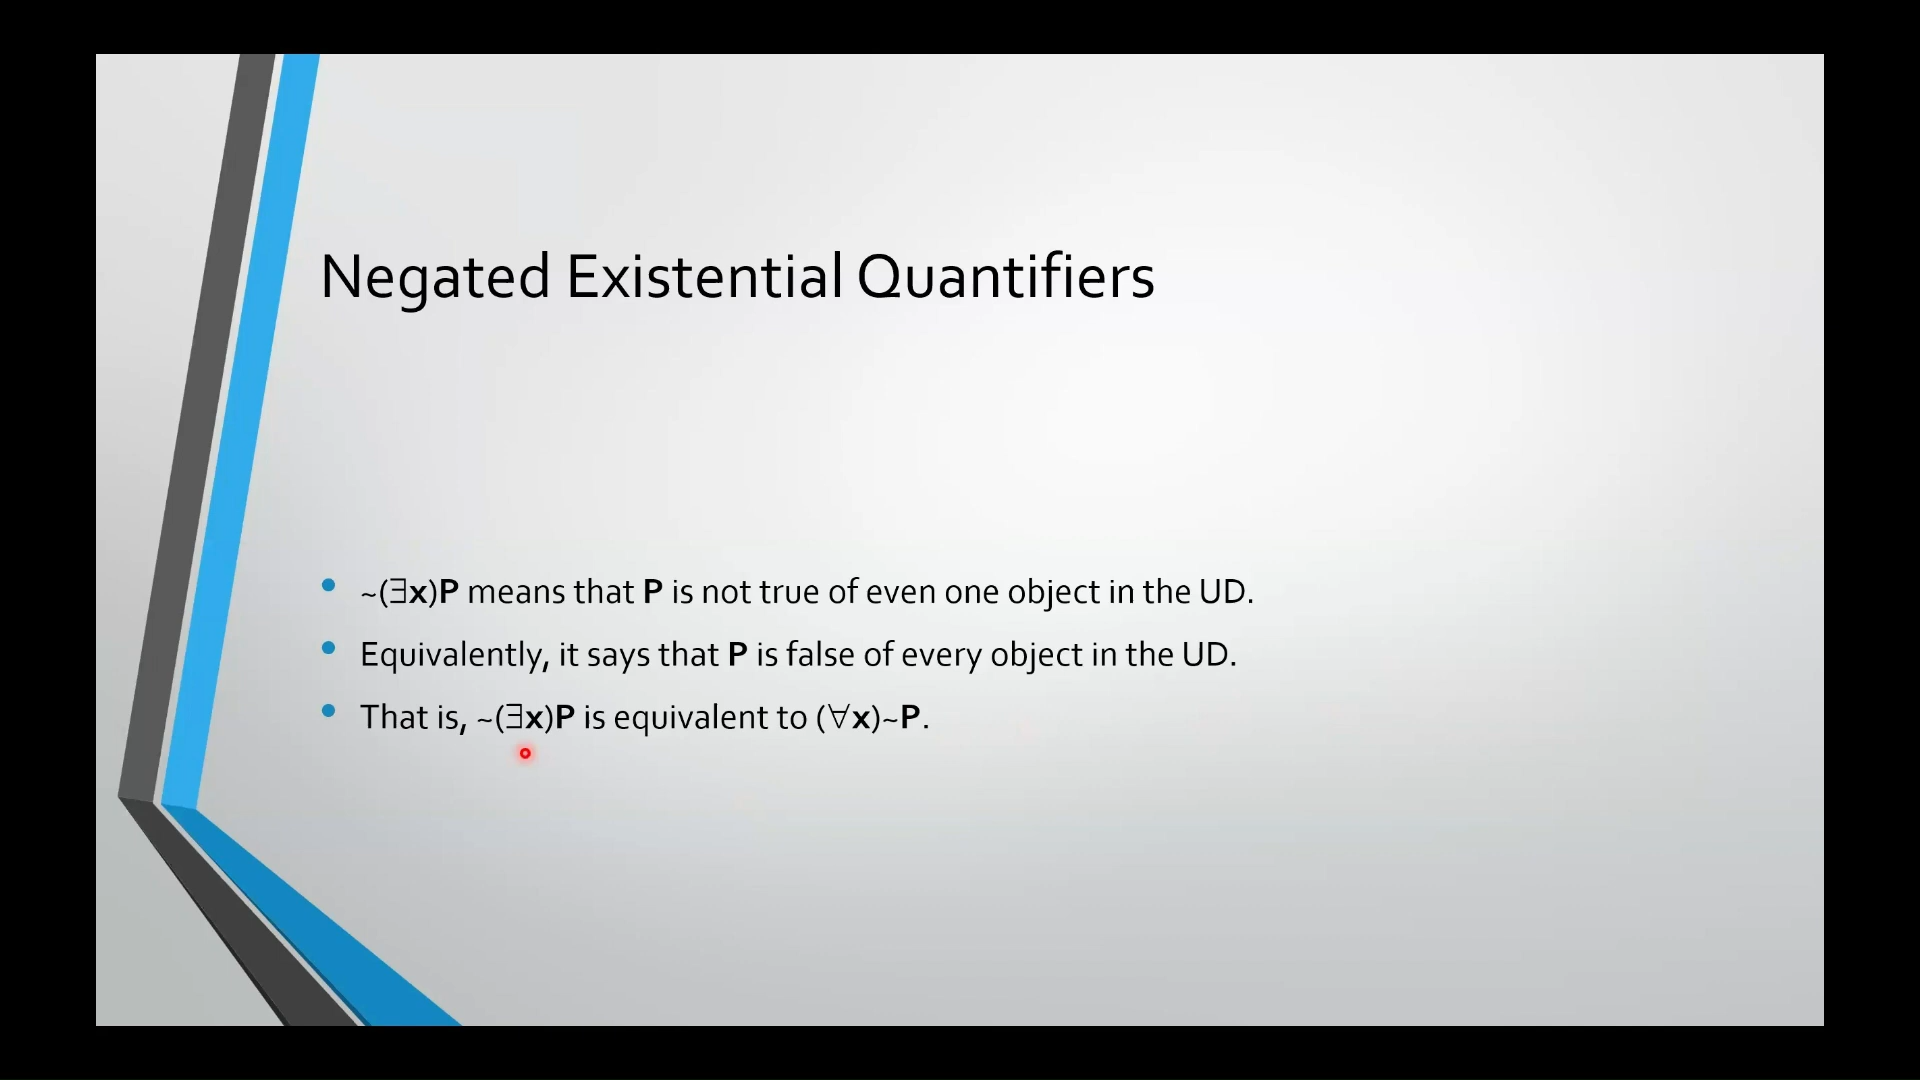 Negated Existential Quantifiers
• ~(∃x)P means that P is not true of even one object in the UD.
• Equivalently, it says that P is false of every object in the UD.
• That is, ~(∃x)P is equivalent to (∀x)~P.